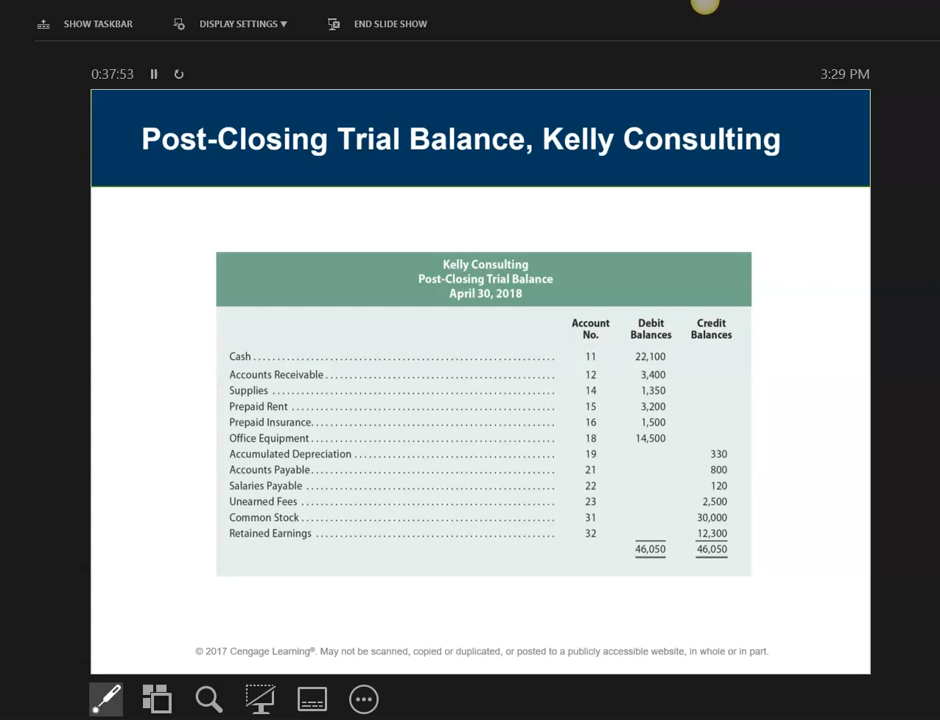 SHOW TASKBAR DISPLAY SETTINGS ▼ END SLIDE SHOW
0:37:53 3:29 PM
Post-Closing Trial Balance, Kelly Consulting
Kelly Consulting
Post-Closing Trial Balance
April 30, 2018
Account No. Debit Balances Credit Balances
Cash 11 22,100
Accounts Receivable 12 3,400
Supplies 14 1,350
Prepaid Rent 15 3,200
Prepaid Insurance 16 1,500
Office Equipment 18 14,500
Accumulated Depreciation 19 330
Accounts Payable 21 800
Salaries Payable 22 120
Unearned Fees 23 2,500
Common Stock 31 30,000
Retained Earnings 32 12,300
46,050 46,050
© 2017 Cengage Learning®. May not be scanned, copied or duplicated, or posted to a publicly accessible website, in whole or in part.